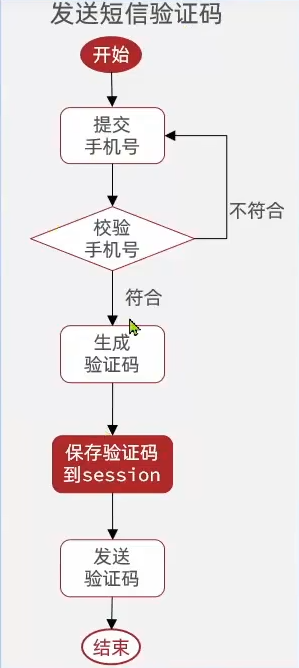 发送短信验证码
开始
提交
手机号
校验
手机号
不符合
符合
生成
验证码
保存验证码
到session
发送
验证码
结束